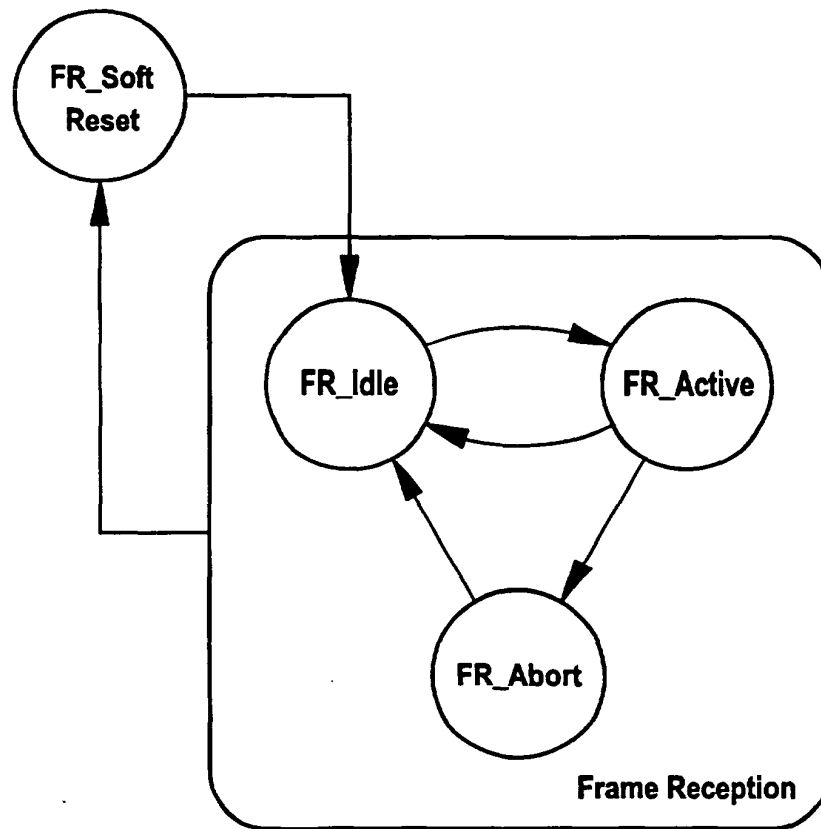 FR_Soft
Reset
FR_Idle
FR_Active
FR_Abort
Frame Reception